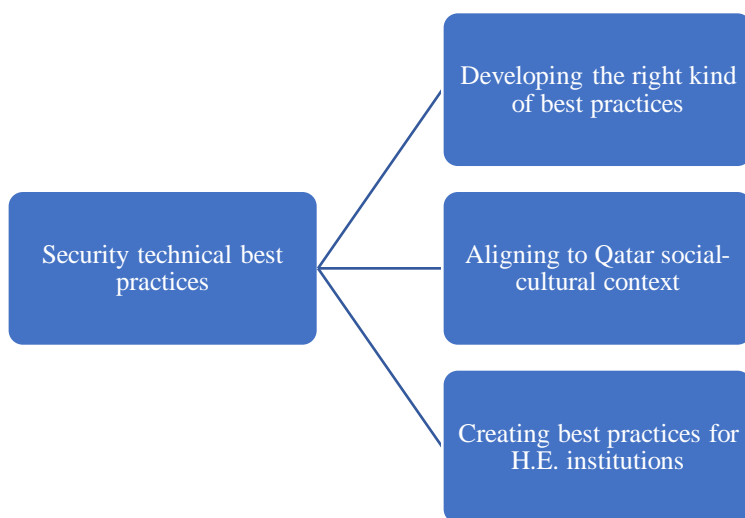 Developing the right kind
of best practices
Security technical best
practices
Aligning to Qatar social-
cultural context
Creating best practices for
H.E. institutions